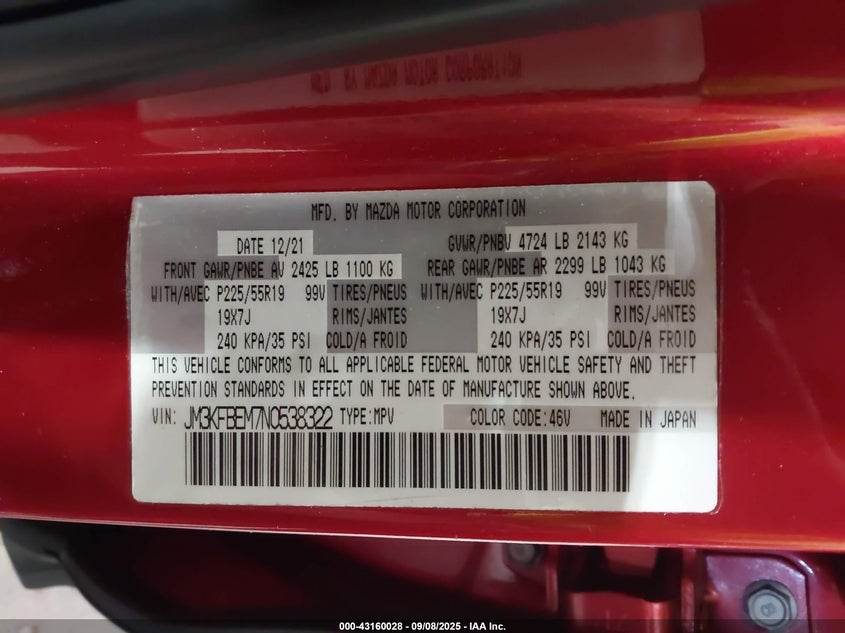 MFD. BY MAZDA MOTOR CORPORATION
DATE 12/21 GVWR/PNBV 4724 LB 2143 KG
FRONT GAWR/PNBE AV 2425 LB 1100 KG REAR GAWR/PNBE AR 2299 LB 1043 KG
WITH/AVEC P225/55R19 99V TIRES/PNEUS WITH/AVEC P225/55R19 99V TIRES/PNEUS
19X7J RIMS/JANTES 19X7J RIMS/JANTES
240 KPA/35 PSI COLD/A FROID 240 KPA/35 PSI COLD/A FROID
THIS VEHICLE CONFORMS TO ALL APPLICABLE FEDERAL MOTOR VEHICLE SAFETY AND THEFT
PREVENTION STANDARDS IN EFFECT ON THE DATE OF MANUFACTURE SHOWN ABOVE.
VIN: JM3KFBEM7N0538322 TYPE:MPV COLOR CODE:46V MADE IN JAPAN
000-43160028 - 09/08/2025 - IAA Inc.